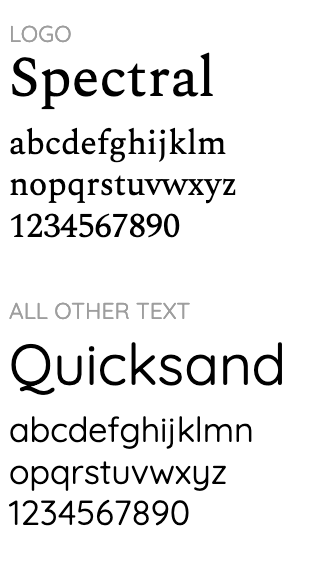 LOGO
Spectral
abcdefghijklm
nopqrstuvwxyz
1234567890
ALL OTHER TEXT
Quicksand
abcdefghijklmn
opqrstuvwxyz
1234567890